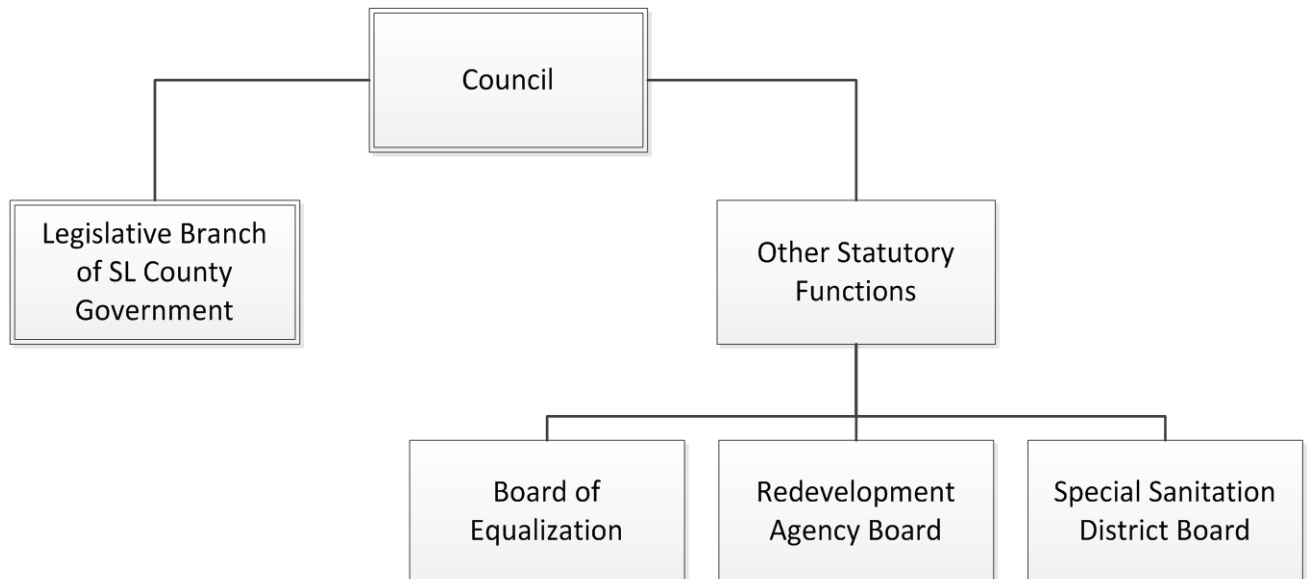 Council
Legislative Branch
of SL County
Government
Other Statutory
Functions
Board of
Equalization
Redevelopment
Agency Board
Special Sanitation
District Board